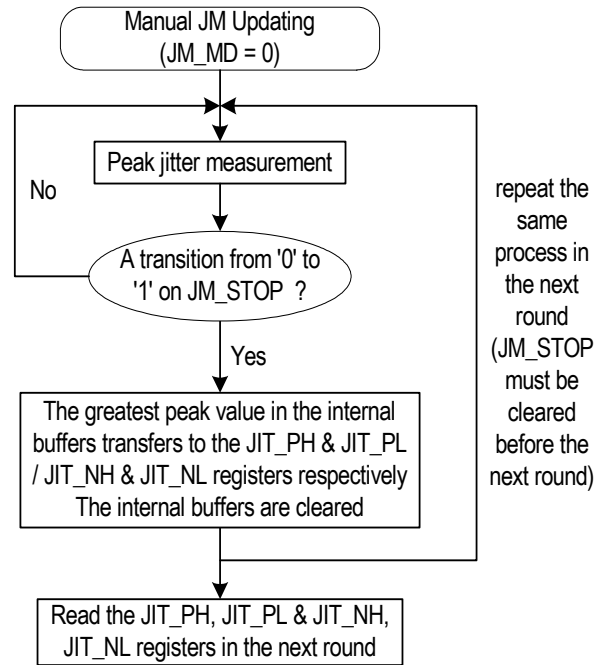 Manual JM Updating
(JM_MD = 0)
Peak jitter measurement
No
A transition from '0' to
'1' on JM_STOP ?
Yes
The greatest peak value in the internal
buffers transfers to the JIT_PH & JIT_PL
/ JIT_NH & JIT_NL registers respectively
The internal buffers are cleared
repeat the
same
process in
the next
round
(JM_STOP
must be
cleared
before the
next round)
Read the JIT_PH, JIT_PL & JIT_NH,
JIT_NL registers in the next round